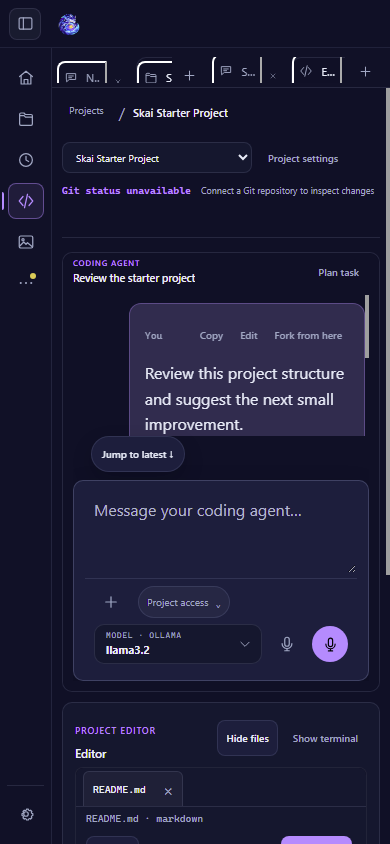 N..
S
S...
E...
Projects / Skai Starter Project
Skai Starter Project
Project settings
Git status unavailable Connect a Git repository to inspect changes
CODING AGENT
Review the starter project
Plan task
You Copy Edit Fork from here
Review this project structure
and suggest the next small
improvement.
Jump to latest ↓
Message your coding agent...
Project access
MODEL · OLLAMA
llama3.2
PROJECT EDITOR
Editor
Hide files
Show terminal
README.md ×
README.md · markdown